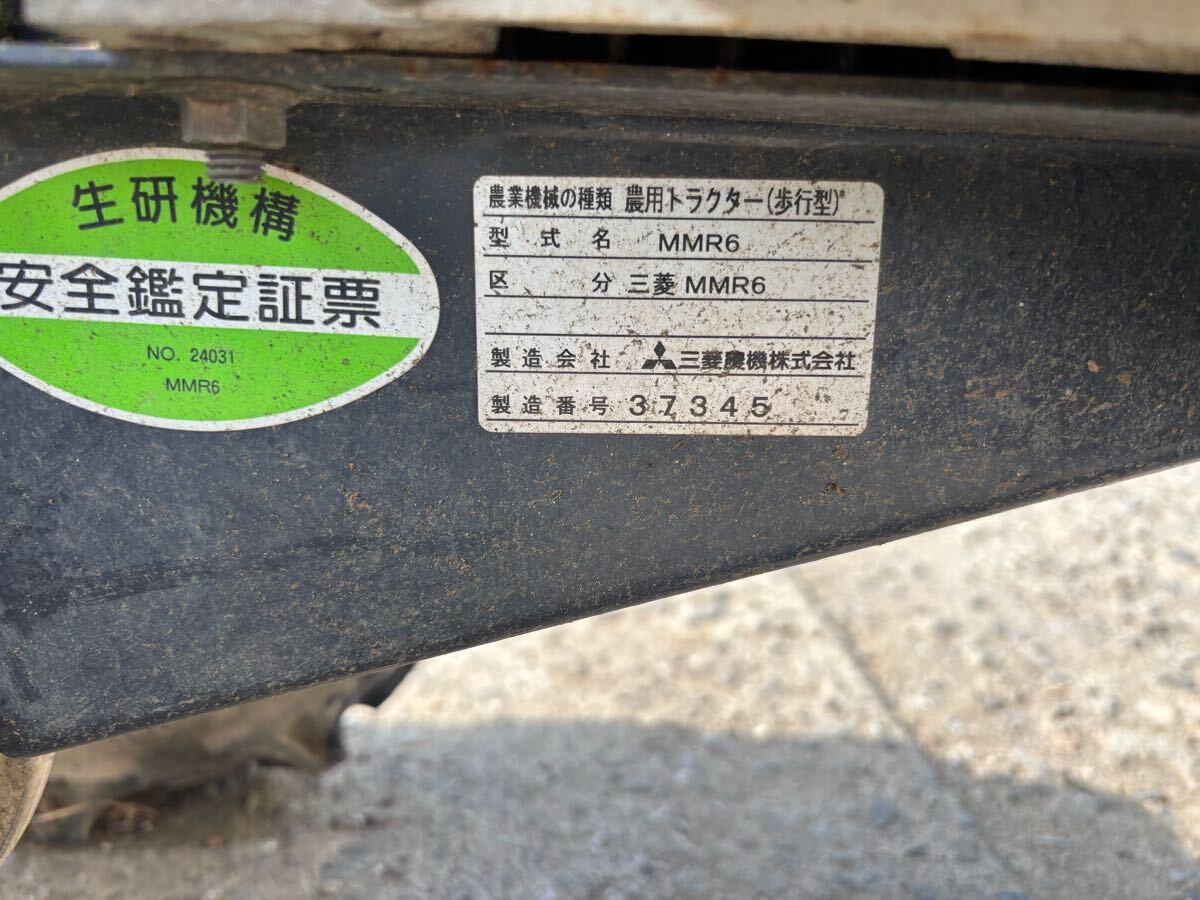 生研機構
安全鑑定証票
NO. 24031
MMR6
農業機械の種類 農用トラクター(歩行型)
型式名 MMR6
区分 三菱 MMR6
製造会社 三菱農機株式会社
製造番号 37345
7